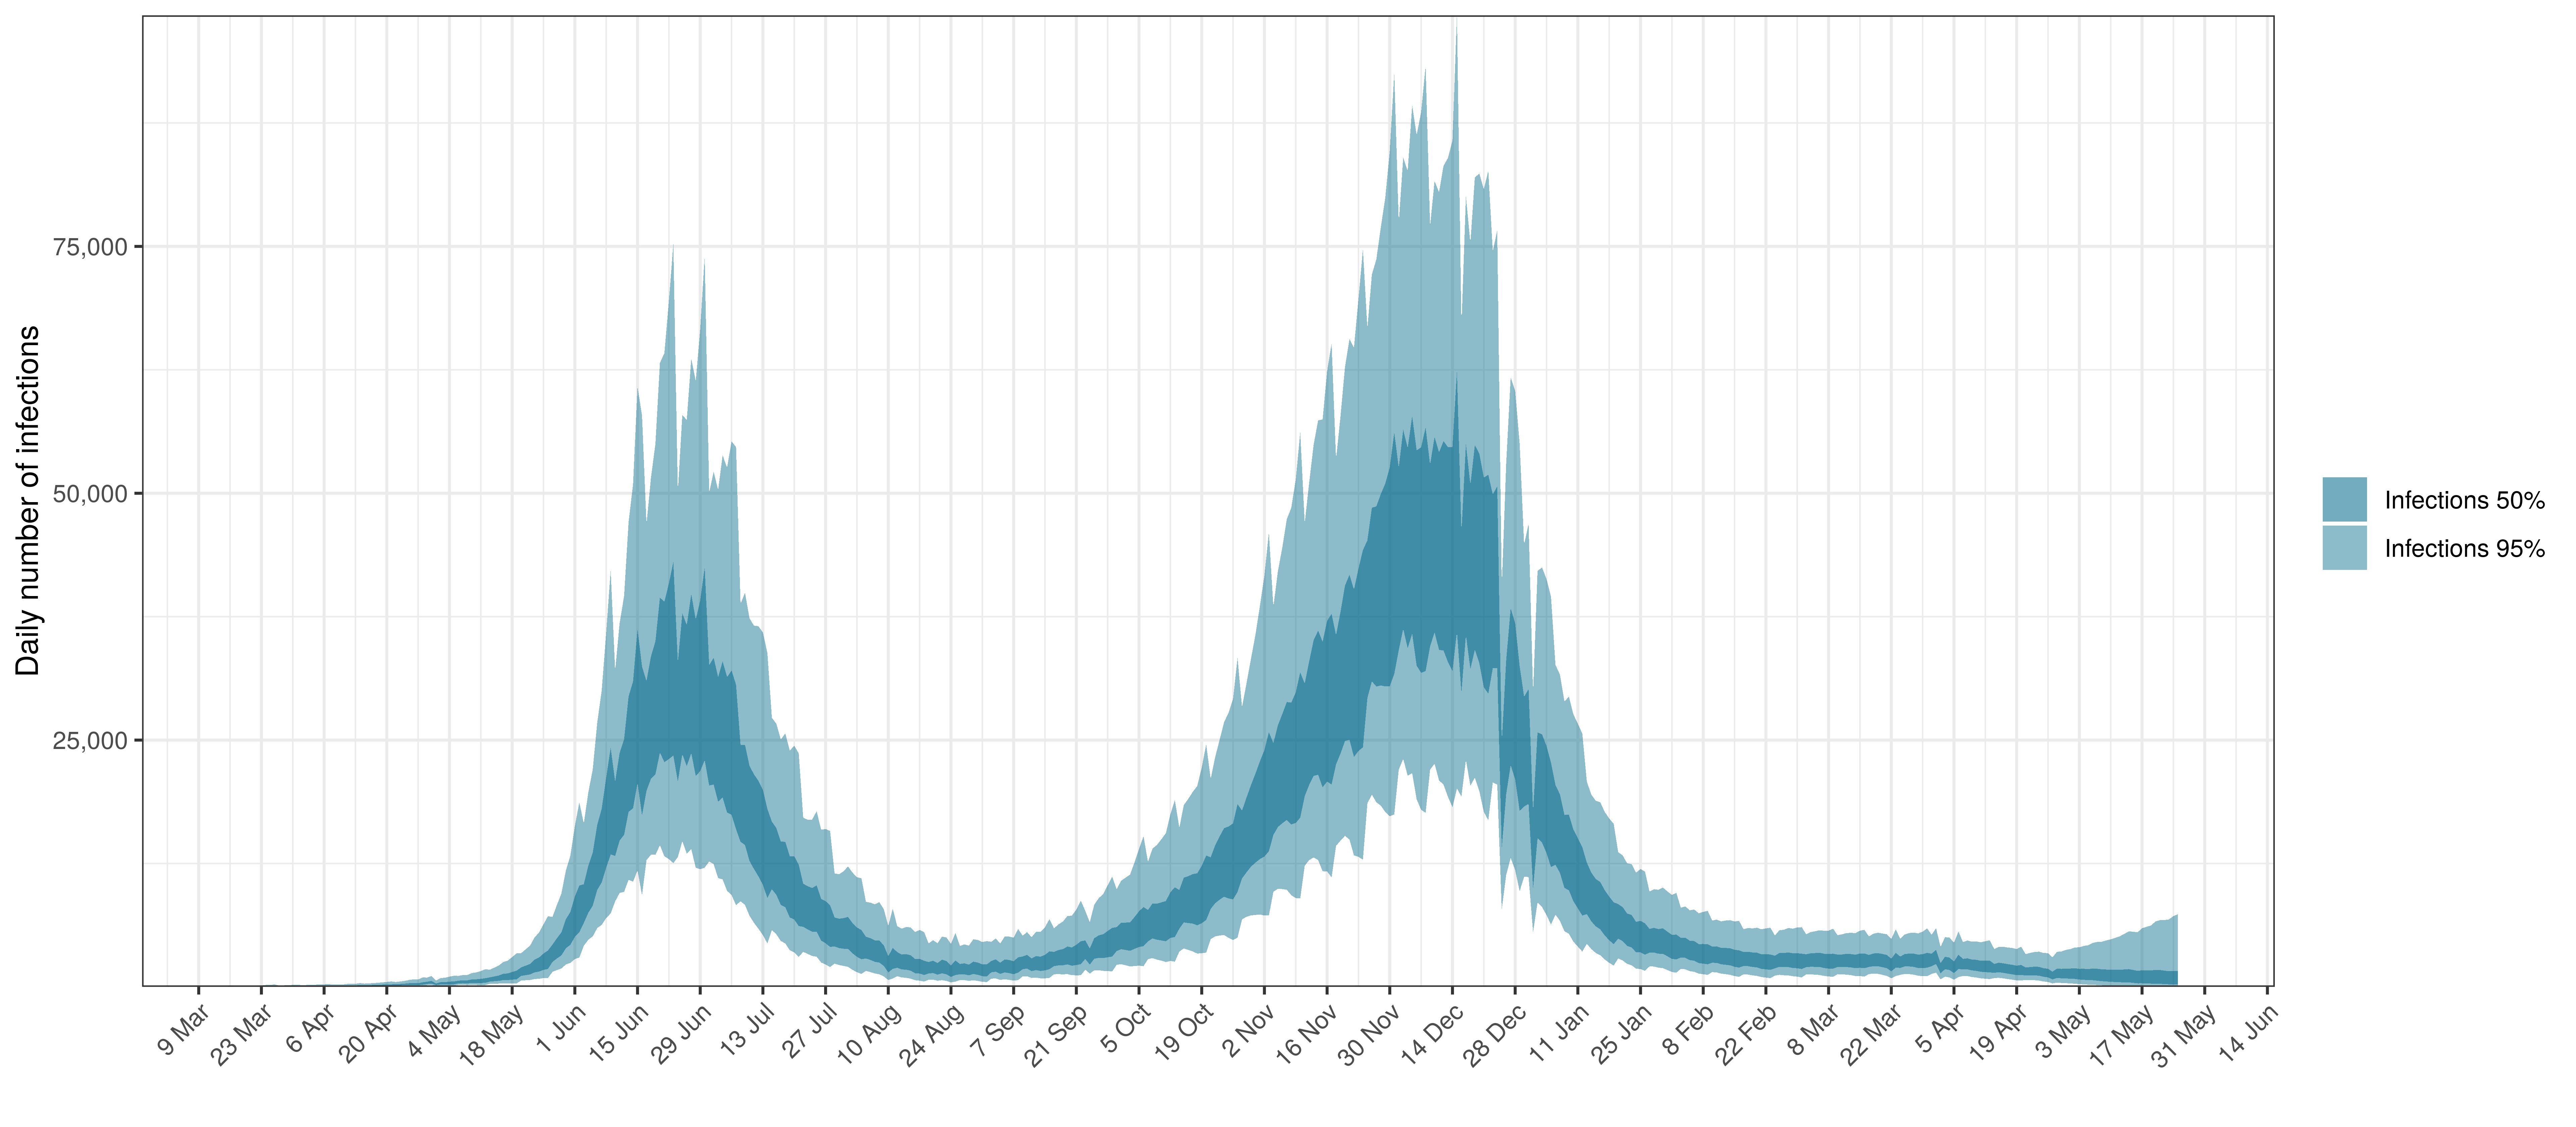 Daily number of infections
75,000
50,000
25,000
9 Mar
23 Mar
6 Apr
20 Apr
4 May
18 May
1 Jun
15 Jun
29 Jun
13 Jul
27 Jul
10 Aug
24 Aug
7 Sep
21 Sep
5 Oct
19 Oct
2 Nov
16 Nov
30 Nov
14 Dec
28 Dec
11 Jan
25 Jan
8 Feb
22 Feb
8 Mar
22 Mar
5 Apr
19 Apr
3 May
17 May
31 May
14 Jun
Infections 50%
Infections 95%